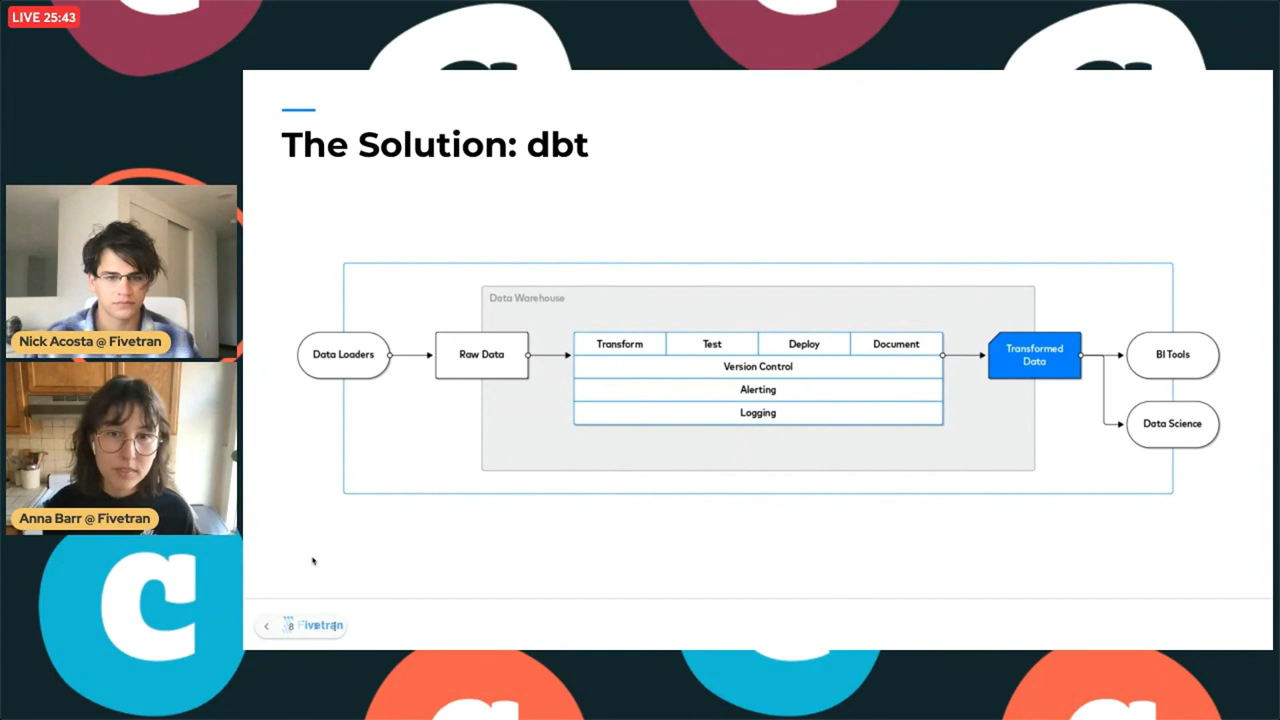 LIVE 25:43
The Solution: dbt
Data Warehouse
Data Loaders
Raw Data
Transform
Test
Deploy
Document
Version Control
Alerting
Logging
Transformed
Data
BI Tools
Data Science
Nick Acosta @ Fivetran
Anna Barr @ Fivetran
8
Fivetran